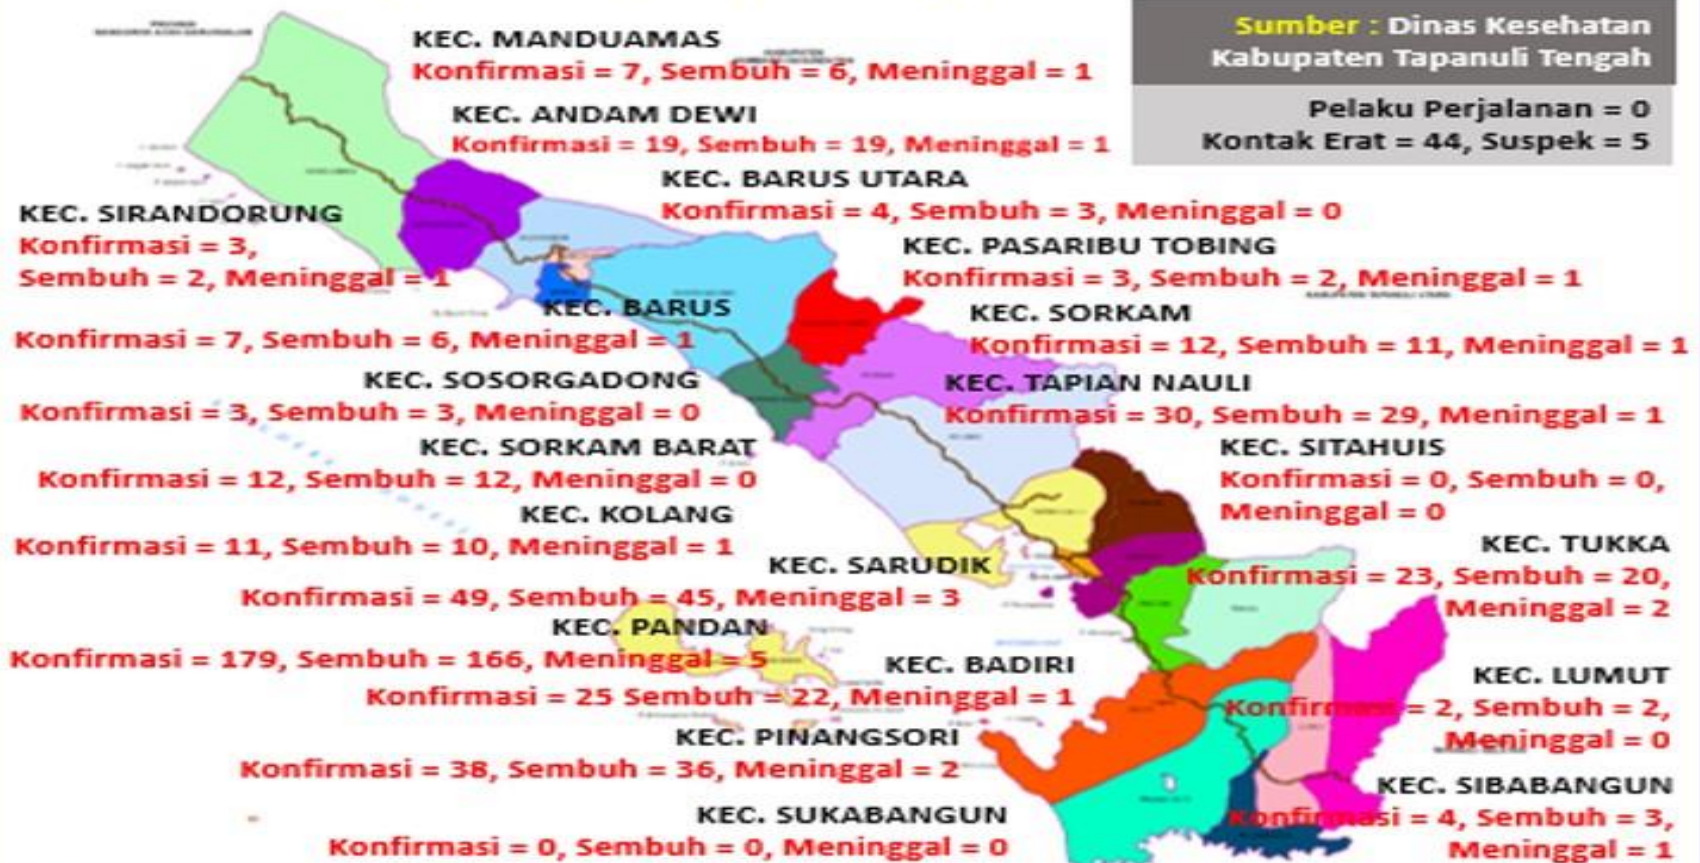 Sumber : Dinas Kesehatan
Kabupaten Tapanuli Tengah
Pelaku Perjalanan = 0
Kontak Erat = 44, Suspek = 5
KEC. MANDUAMAS
Konfirmasi = 7, Sembuh = 6, Meninggal = 1
KEC. ANDAM DEWI
Konfirmasi = 19, Sembuh = 19, Meninggal = 1
KEC. BARUS UTARA
Konfirmasi = 4, Sembuh = 3, Meninggal = 0
KEC. SIRANDORUNG
Konfirmasi = 3,
Sembuh = 2, Meninggal = 1
KEC. PASARIBU TOBING
Konfirmasi = 3, Sembuh = 2, Meninggal = 1
KEC. BARUS
Konfirmasi = 7, Sembuh = 6, Meninggal = 1
KEC. SORKAM
Konfirmasi = 12, Sembuh = 11, Meninggal = 1
KEC. SOSORGADONG
Konfirmasi = 3, Sembuh = 3, Meninggal = 0
KEC. TAPIAN NAULI
Konfirmasi = 30, Sembuh = 29, Meninggal = 1
KEC. SORKAM BARAT
Konfirmasi = 12, Sembuh = 12, Meninggal = 0
KEC. SITAHUIS
Konfirmasi = 0, Sembuh = 0,
Meninggal = 0
KEC. KOLANG
Konfirmasi = 11, Sembuh = 10, Meninggal = 1
KEC. TUKKA
Konfirmasi = 23, Sembuh = 20,
Meninggal = 2
KEC. SARUDIK
Konfirmasi = 49, Sembuh = 45, Meninggal = 3
KEC. PANDAN
Konfirmasi = 179, Sembuh = 166, Meninggal = 5
KEC. BADIRI
Konfirmasi = 25 Sembuh = 22, Meninggal = 1
KEC. LUMUT
Konfirmasi = 2, Sembuh = 2,
Meninggal = 0
KEC. PINANGSORI
Konfirmasi = 38, Sembuh = 36, Meninggal = 2
KEC. SIBABANGUN
Konfirmasi = 4, Sembuh = 3,
Meninggal = 1
KEC. SUKABANGUN
Konfirmasi = 0, Sembuh = 0, Meninggal = 0